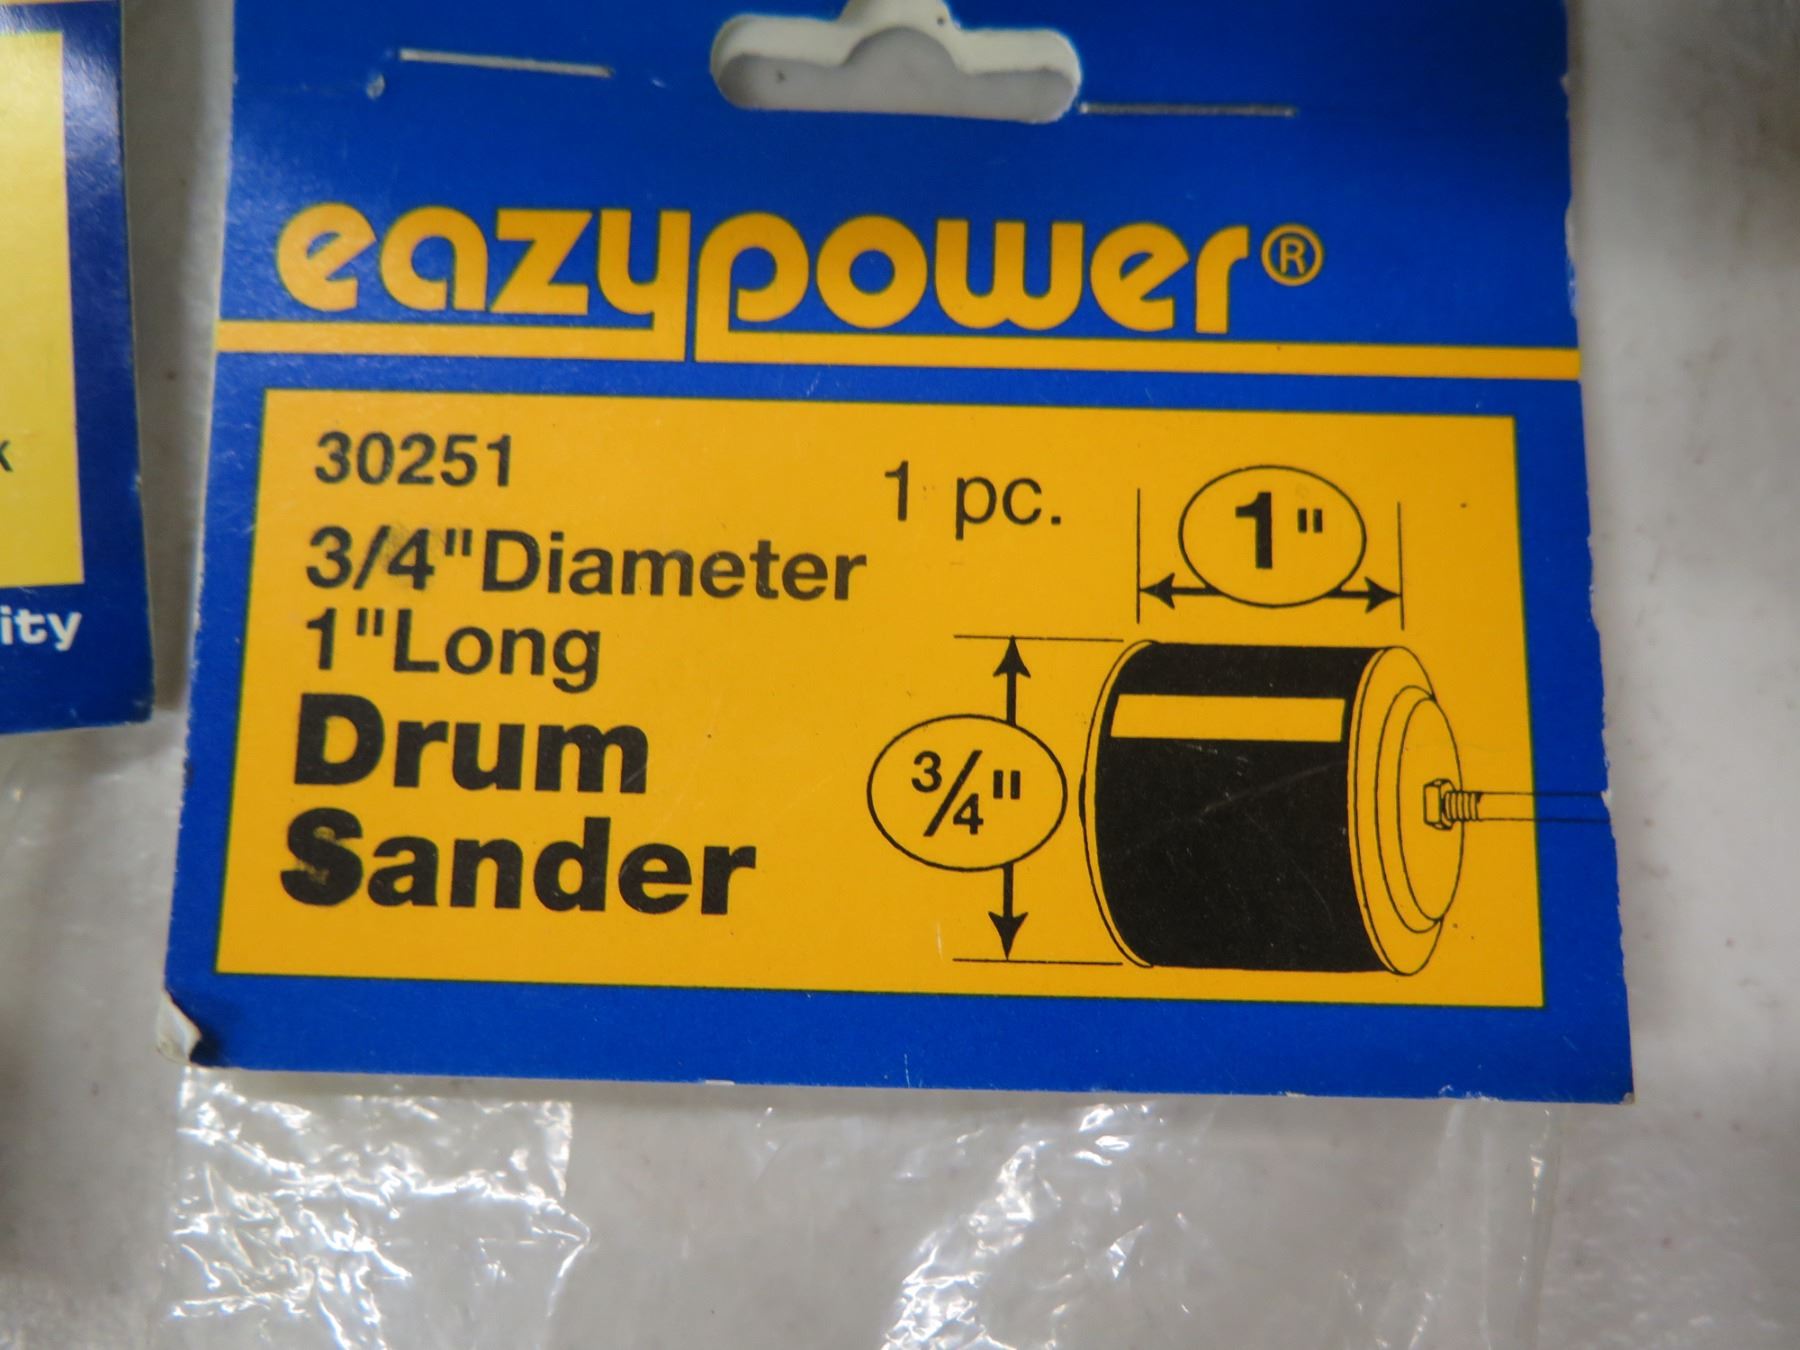 eazypower®
30251
1 pc.
3/4"Diameter
1"Long
Drum
Sander
1"
3/4"
k
ity